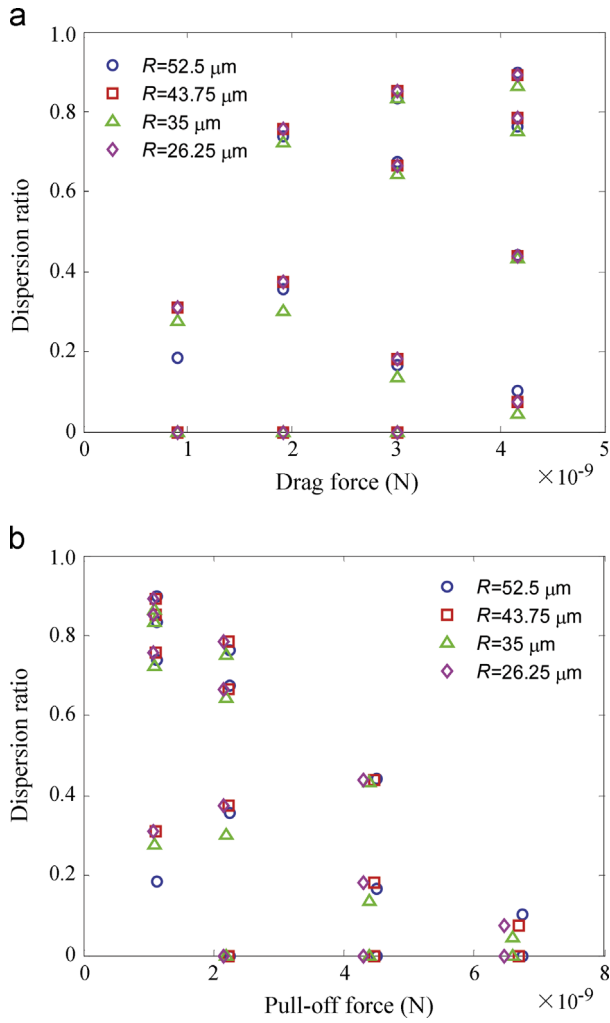 a
1.0
0.8
0.6
0.4
0.2
0
Dispersion ratio
R=52.5 μm
R=43.75 μm
R=35 μm
R=26.25 μm
0 1 2 3 4 5
Drag force (N)
×10⁻⁹
b
1.0
0.8
0.6
0.4
0.2
0
Dispersion ratio
R=52.5 μm
R=43.75 μm
R=35 μm
R=26.25 μm
0 2 4 6 8
Pull-off force (N)
×10⁻⁹